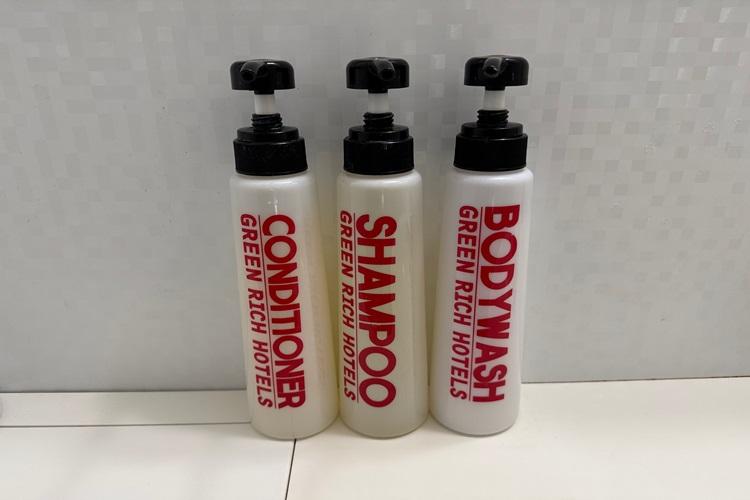 CONDITIONER
GREEN RICH HOTELS
SHAMPOO
GREEN RICH HOTELS
BODYWASH
GREEN RICH HOTELS